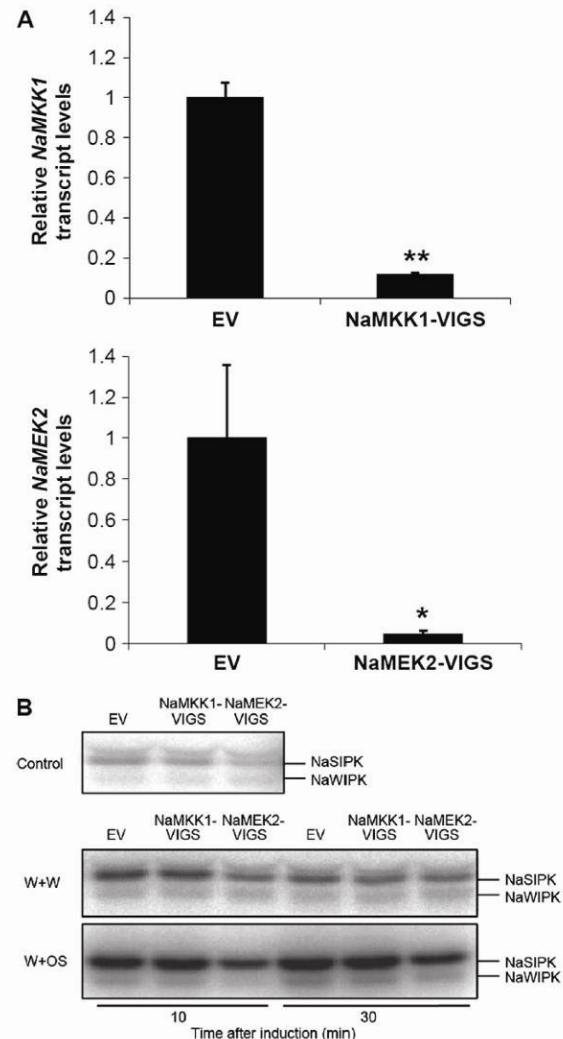 A
Relative NaMKK1
transcript levels
1.4
1.2
1
0.8
0.6
0.4
0.2
0
**
EV
NaMKK1-VIGS
Relative NaMEK2
transcript levels
1.4
1.2
1
0.8
0.6
0.4
0.2
0
*
EV
NaMEK2-VIGS
B
EV
NaMKK1-
VIGS
NaMEK2-
VIGS
Control
NaSIPK
NaWIPK
EV
NaMKK1-
VIGS
NaMEK2-
VIGS
EV
NaMKK1-
VIGS
NaMEK2-
VIGS
W+W
NaSIPK
NaWIPK
W+OS
NaSIPK
NaWIPK
10
30
Time after induction (min)